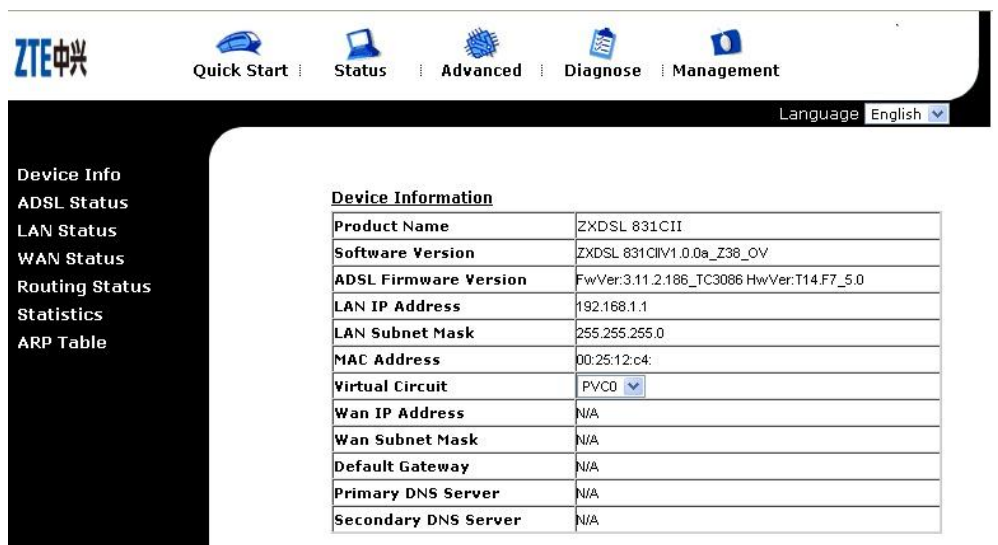 ZTE中兴
Quick Start Status Advanced Diagnose Management
Language English
Device Info
ADSL Status
LAN Status
WAN Status
Routing Status
Statistics
ARP Table
Device Information
Product Name ZXDSL 831CII
Software Version ZXDSL 831CIIV1.0.0a_Z38_OV
ADSL Firmware Version FwVer:3.11.2.186_TC3086 HwVer:T14.F7_5.0
LAN IP Address 192.168.1.1
LAN Subnet Mask 255.255.255.0
MAC Address 00:25:12:c4:
Virtual Circuit PVC0
Wan IP Address N/A
Wan Subnet Mask N/A
Default Gateway N/A
Primary DNS Server N/A
Secondary DNS Server N/A